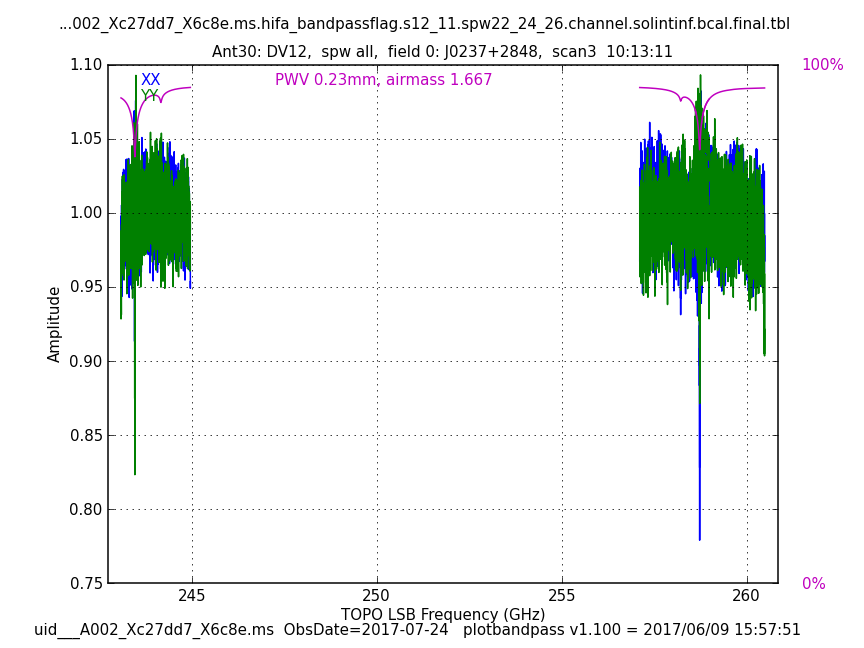 ...002_Xc27dd7_X6c8e.ms.hifa_bandpassflag.s12_11.spw22_24_26.channel.solintinf.bcal.final.tbl
Ant30: DV12,  spw all,  field 0: J0237+2848,  scan3  10:13:11
1.10
100%
XX
PWV 0.23mm, airmass 1.667
YY
1.05
1.00
0.95
Amplitude
0.90
0.85
0.80
0.75
0%
245
250
255
260
TOPO LSB Frequency (GHz)
uid___A002_Xc27dd7_X6c8e.ms  ObsDate=2017-07-24   plotbandpass v1.100 = 2017/06/09 15:57:51